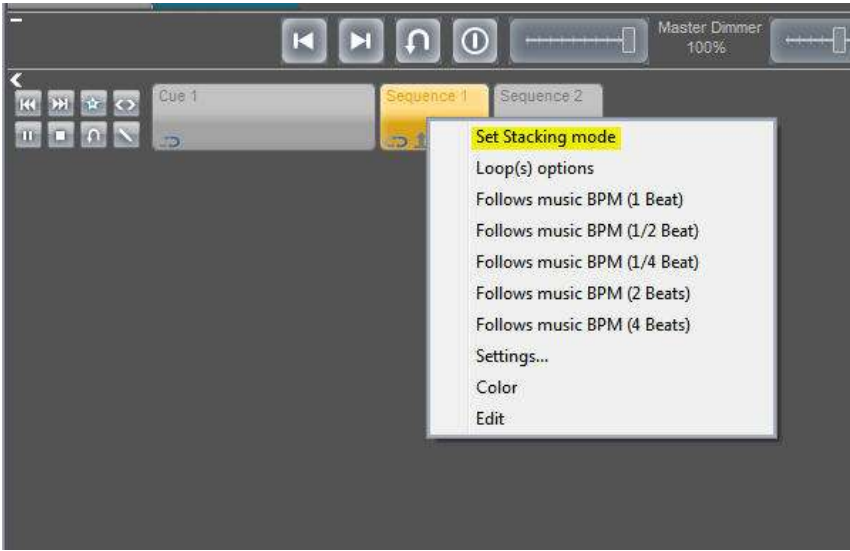 Master Dimmer
100%
Cue 1
Sequence 1
Sequence 2
Set Stacking mode
Loop(s) options
Follows music BPM (1 Beat)
Follows music BPM (1/2 Beat)
Follows music BPM (1/4 Beat)
Follows music BPM (2 Beats)
Follows music BPM (4 Beats)
Settings...
Color
Edit